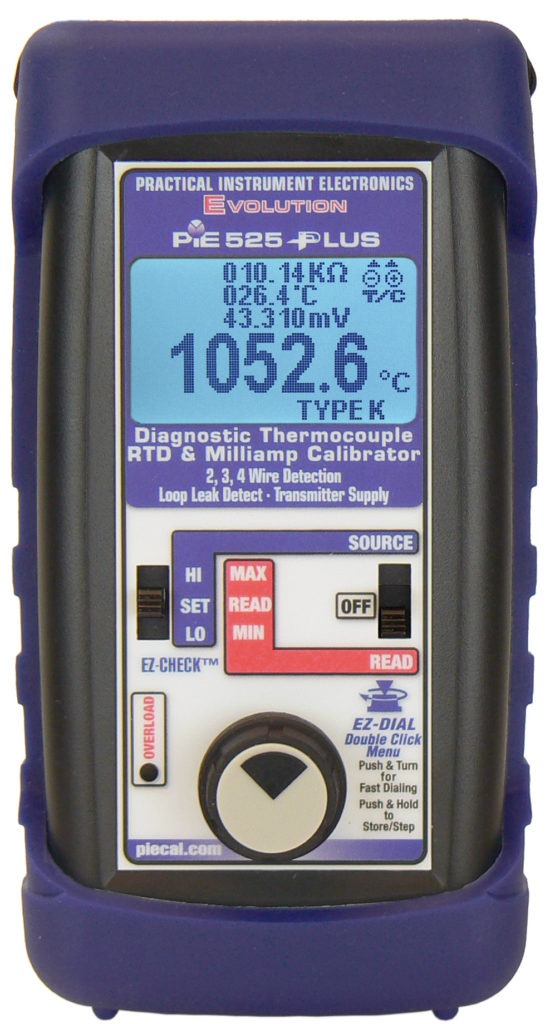 PRACTICAL INSTRUMENT ELECTRONICS
EVOLUTION
PIE 525 PLUS
010.14KΩ
026.4°C
T/C
43.310mV
1052.6 °C
TYPE K
Diagnostic Thermocouple
RTD & Milliamp Calibrator
2, 3, 4 Wire Detection
Loop Leak Detect · Transmitter Supply
SOURCE
HI
SET
LO
MAX
READ
MIN
OFF
READ
EZ-CHECK™
OVERLOAD
EZ-DIAL
Double Click
Menu
Push & Turn
for
Fast Dialing
Push & Hold
to
Store/Step
piecal.com